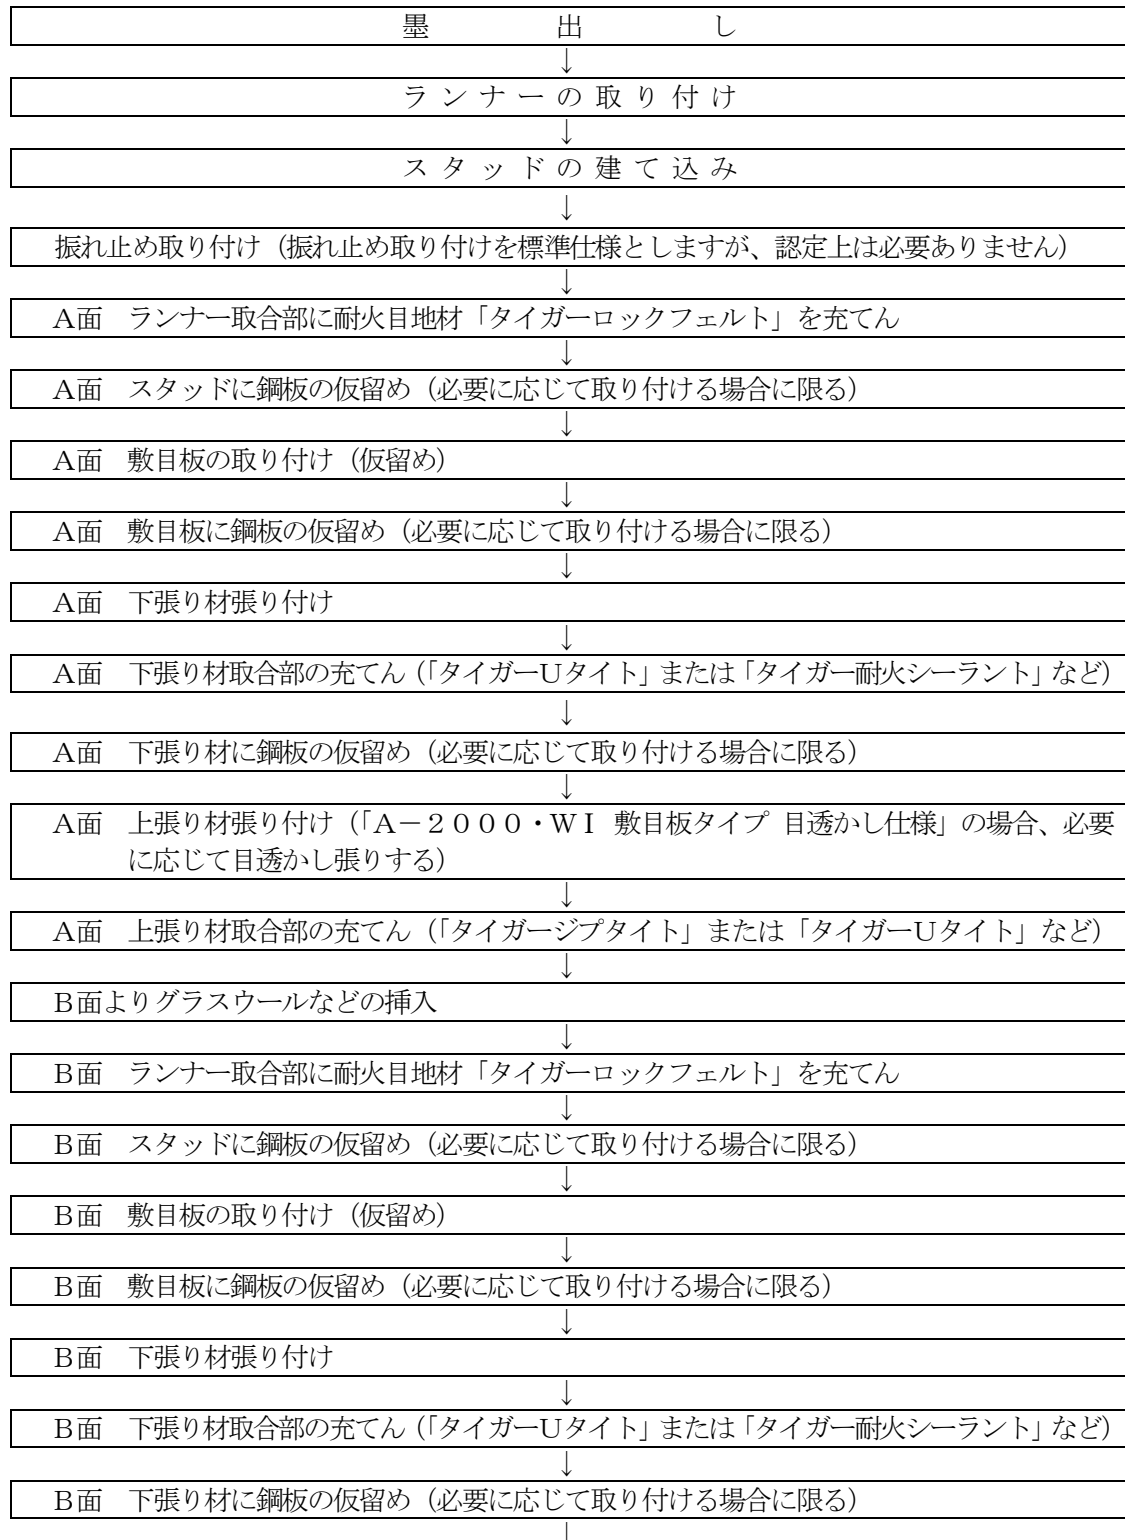 墨出し
↓
ランナーの取り付け
↓
スタッドの建て込み
↓
振れ止め取り付け（振れ止め取り付けを標準仕様としますが、認定上は必要ありません）
↓
Ａ面　ランナー取合部に耐火目地材「タイガーロックフェルト」を充てん
↓
Ａ面　スタッドに鋼板の仮留め（必要に応じて取り付ける場合に限る）
↓
Ａ面　敷目板の取り付け（仮留め）
↓
Ａ面　敷目板に鋼板の仮留め（必要に応じて取り付ける場合に限る）
↓
Ａ面　下張り材張り付け
↓
Ａ面　下張り材取合部の充てん（「タイガーＵタイト」または「タイガー耐火シーラント」など）
↓
Ａ面　下張り材に鋼板の仮留め（必要に応じて取り付ける場合に限る）
↓
Ａ面　上張り材張り付け（「Ａ－２０００・ＷＩ 敷目板タイプ 目透かし仕様」の場合、必要
に応じて目透かし張りする）
↓
Ａ面　上張り材取合部の充てん（「タイガージプタイト」または「タイガーＵタイト」など）
↓
Ｂ面よりグラスウールなどの挿入
↓
Ｂ面　ランナー取合部に耐火目地材「タイガーロックフェルト」を充てん
↓
Ｂ面　スタッドに鋼板の仮留め（必要に応じて取り付ける場合に限る）
↓
Ｂ面　敷目板の取り付け（仮留め）
↓
Ｂ面　敷目板に鋼板の仮留め（必要に応じて取り付ける場合に限る）
↓
Ｂ面　下張り材張り付け
↓
Ｂ面　下張り材取合部の充てん（「タイガーＵタイト」または「タイガー耐火シーラント」など）
↓
Ｂ面　下張り材に鋼板の仮留め（必要に応じて取り付ける場合に限る）